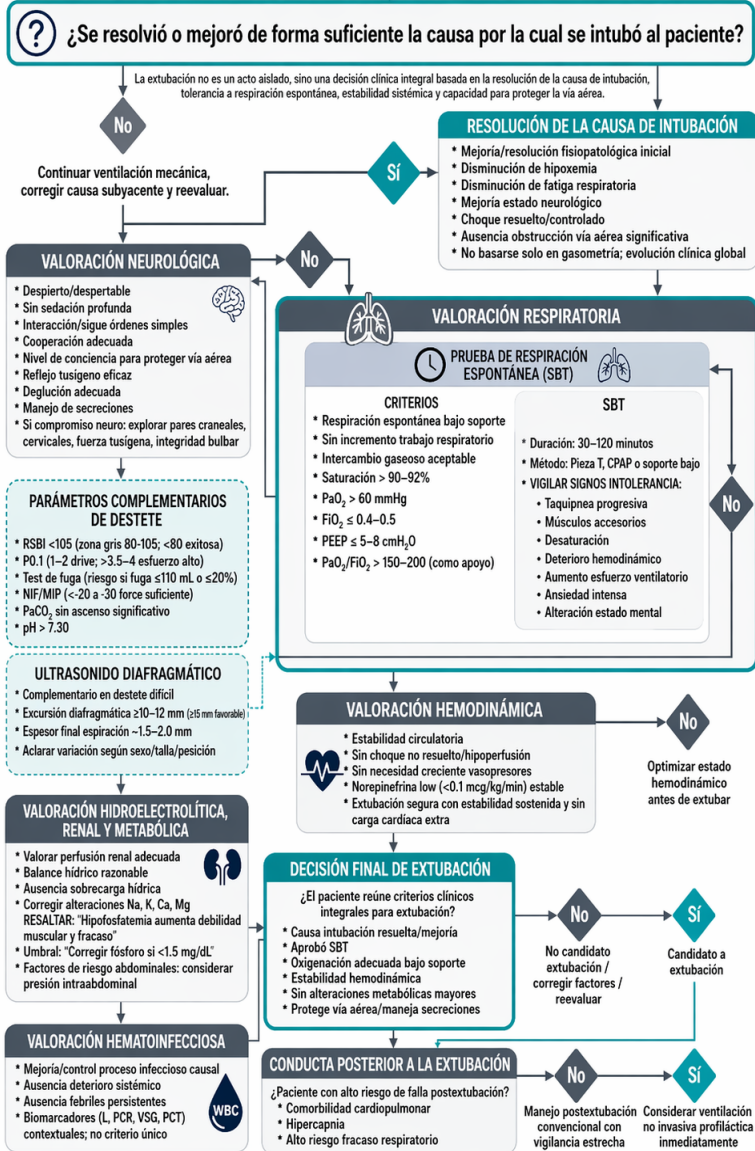 ?
¿Se resolvió o mejoró de forma suficiente la causa por la cual se intubó al paciente?
La extubación no es un acto aislado, sino una decisión clínica integral basada en la resolución de la causa de intubación,
tolerancia a respiración espontánea, estabilidad sistémica y capacidad para proteger la vía aérea.
No
Continuar ventilación mecánica,
corregir causa subyacente y reevaluar.
Sí
RESOLUCIÓN DE LA CAUSA DE INTUBACIÓN
* Mejoría/resolución fisiopatológica inicial
* Disminución de hipoxemia
* Disminución de fatiga respiratoria
* Mejoría estado neurológico
* Choque resuelto/controlado
* Ausencia obstrucción vía aérea significativa
* No basarse solo en gasometría; evolución clínica global
VALORACIÓN NEUROLÓGICA
* Despierto/despertable
* Sin sedación profunda
* Interacción/sigue órdenes simples
* Cooperación adecuada
* Nivel de conciencia para proteger vía aérea
* Reflejo tusigeno eficaz
* Deglución adecuada
* Manejo de secreciones
* Si compromiso neuro: explorar pares craneales,
cervicales, fuerza tusígena, integridad bulbar
No
VALORACIÓN RESPIRATORIA
PRUEBA DE RESPIRACIÓN
ESPONTÁNEA (SBT)
CRITERIOS
* Respiración espontánea bajo soporte
* Sin incremento trabajo respiratorio
* Intercambio gaseoso aceptable
* Saturación > 90–92%
* PaO₂ > 60 mmHg
* FiO₂ ≤ 0.4–0.5
* PEEP ≤ 5–8 cmH₂O
* PaO₂/FiO₂ > 150–200 (como apoyo)
SBT
* Duración: 30–120 minutos
* Método: Pieza T, CPAP o soporte bajo
* VIGILAR SIGNOS INTOLERANCIA:
• Taquipnea progresiva
• Músculos accesorios
• Desaturación
• Deterioro hemodinámico
• Aumento esfuerzo ventilatorio
• Ansiedad intensa
• Alteración estado mental
No
PARÁMETROS COMPLEMENTARIOS
DE DESTETE
* RSBI <105 (zona gris 80-105; <80 exitosa)
* P0.1 (1–2 drive; >3.5–4 esfuerzo alto)
* Test de fuga (riesgo si fuga ≤110 mL o ≤20%)
* NIF/MIP (<-20 a -30 force suficiente)
* PaCO₂ sin ascenso significativo
* pH > 7.30
ULTRASONIDO DIAFRAGMÁTICO
* Complementario en destete difícil
* Excursión diafragmática ≥10–12 mm (≥15 mm favorable)
* Espesor final espiración ~1.5–2.0 mm
* Aclarar variación según sexo/talla/pesición
VALORACIÓN HEMODINÁMICA
* Estabilidad circulatoria
* Sin choque no resuelto/hipoperfusión
* Sin necesidad creciente vasopresores
* Norepinefrina low (<0.1 mcg/kg/min) estable
* Extubación segura con estabilidad sostenida y sin
carga cardíaca extra
No
Optimizar estado
hemodinámico
antes de extubar
VALORACIÓN HIDROELECTROLÍTICA,
RENAL Y METABÓLICA
* Valorar perfusión renal adecuada
* Balance hídrico razonable
* Ausencia sobrecarga hídrica
* Corregir alteraciones Na, K, Ca, Mg
RESALTAR: "Hipofosfatemia aumenta debilidad
muscular y fracaso"
* Umbral: "Corregir fósforo si <1.5 mg/dL"
* Factores de riesgo abdominales: considerar
presión intraabdominal
DECISIÓN FINAL DE EXTUBACIÓN
¿El paciente reúne criterios clínicos
integrales para extubación?
* Causa intubación resuelta/mejoría
* Aprobó SBT
* Oxigenación adecuada bajo soporte
* Estabilidad hemodinámica
* Sin alteraciones metabólicas mayores
* Protege vía aérea/maneja secreciones
No
No candidato
extubación /
corregir factores /
reevaluar
Sí
Candidato a
extubación
VALORACIÓN HEMATOINFECCIOSA
* Mejoría/control proceso infeccioso causal
* Ausencia deterioro sistémico
* Ausencia febriles persistentes
* Biomarcadores (L, PCR, VSG, PCT)
contextuales; no criterio único
WBC
CONDUCTA POSTERIOR A LA EXTUBACIÓN
¿Paciente con alto riesgo de falla postextubación?
* Comorbilidad cardiopulmonar
* Hipercapnia
* Alto riesgo fracaso respiratorio
No
Manejo postextubación
convencional con
vigilancia estrecha
Sí
Considerar ventilación
no invasiva profiláctica
inmediatamente